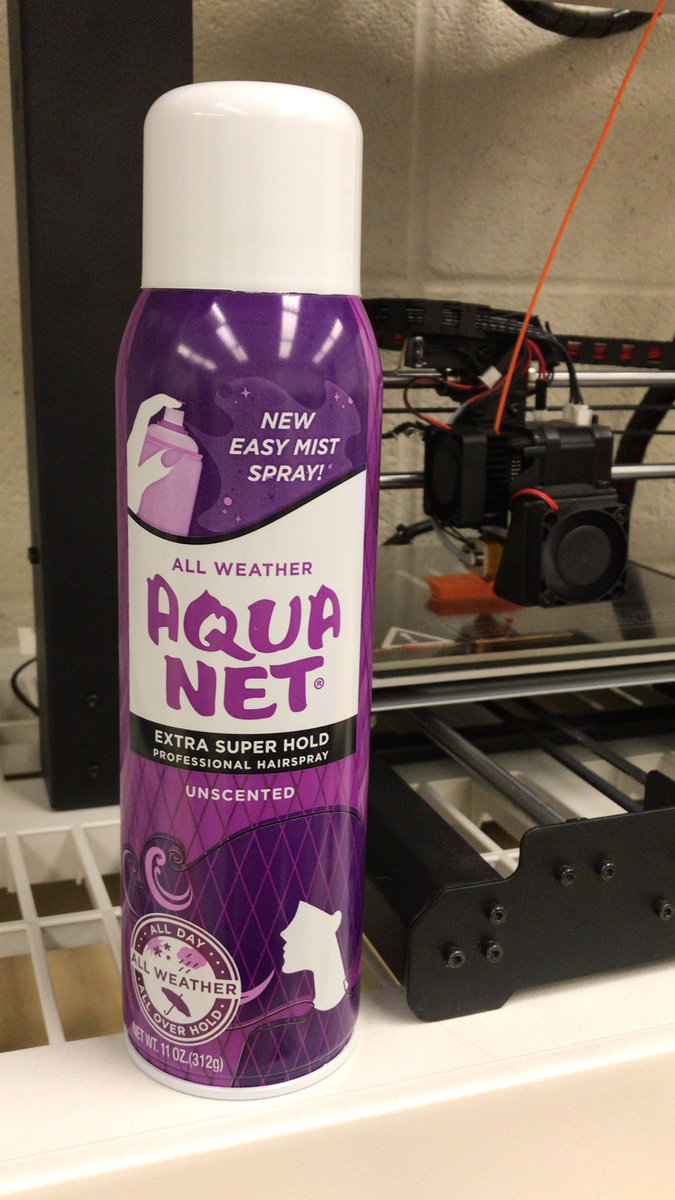 NEW
EASY MIST
SPRAY!
ALL WEATHER
AQUA
NET®
EXTRA SUPER HOLD
PROFESSIONAL HAIRSPRAY
UNSCENTED
ALL DAY
ALL WEATHER
ALL OVER HOLD
NET WT. 11 OZ.(312g)